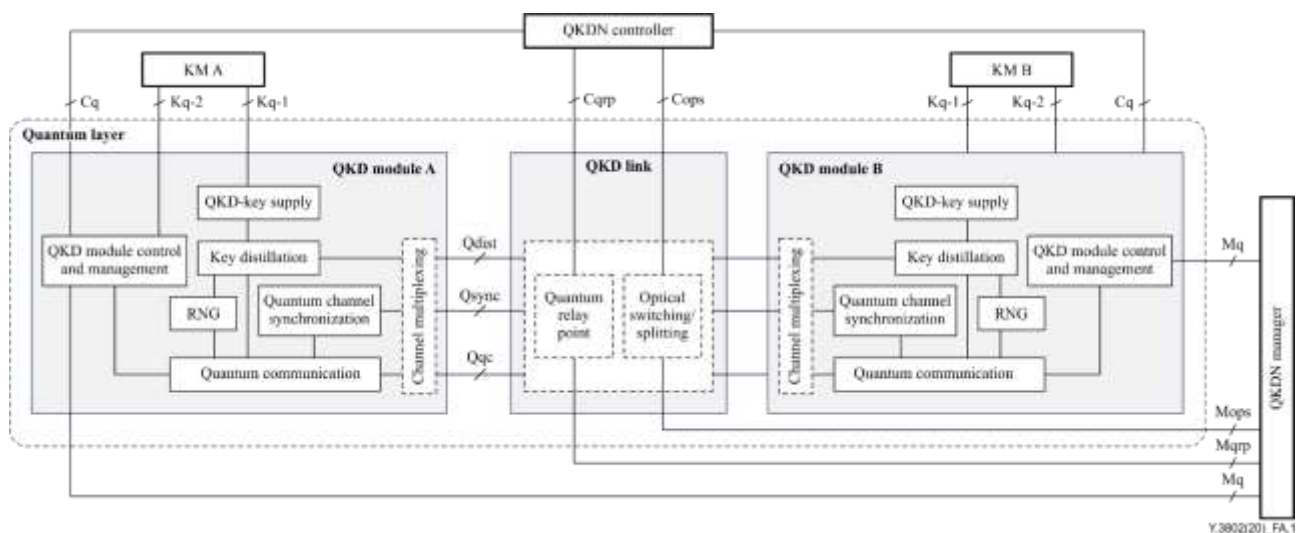 QKDN controller
KM A
KM B
Cq
Kq-2
Kq-1
Cqrp
Cops
Kq-1
Kq-2
Cq
Quantum layer
QKD module A
QKD link
QKD module B
QKD-key supply
QKD-key supply
QKD module control
and management
Key distillation
Channel multiplexing
Qdist
Channel multiplexing
Key distillation
QKD module control
and management
Mq
RNG
Quantum channel
synchronization
Qsync
Quantum
relay
point
Optical
switching/
splitting
Quantum channel
synchronization
RNG
QKDN manager
Quantum communication
Qqc
Quantum communication
Mops
Mqrp
Mq
Y.3802(20)_FA.1